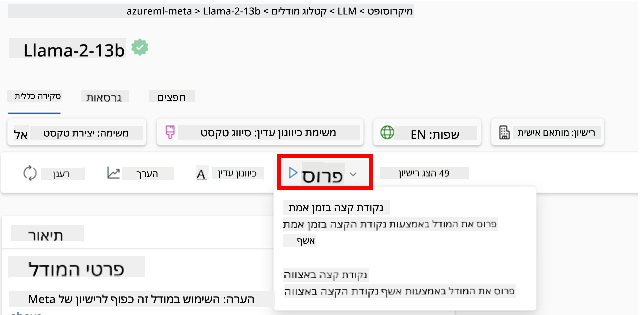 azureml-meta > Llama-2-13b > מיקרוסופט > LLM > קטלוג מודלים
Llama-2-13b
סקירה כללית
גרסאות
חפצים
משימה: יצירת טקסט
אל
משימת כיוונון עדין: סיווג טקסט
שפות: EN
רישיון: מותאם אישית
רענן
הערך
כיוונון עדין
פרוס
49 הצג רישיון
נקודת קצה בזמן אמת
פרוס את המודל באמצעות נקודת הקצה בזמן אמת
אשף
נקודת קצה באצווה
פרוס את המודל באמצעות אשף נקודת הקצה באצווה
תיאור
פרטי המודל
הערה: השימוש במודל זה כפוף לרישיון של Meta